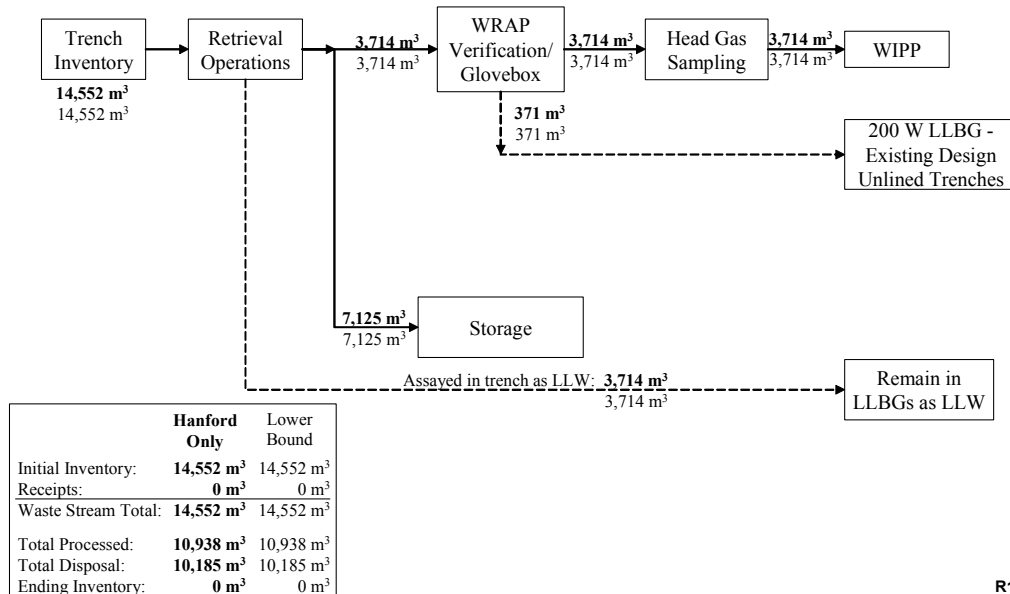 Trench
Inventory
14,552 m³
14,552 m³
Retrieval
Operations
3,714 m³
3,714 m³
WRAP
Verification/
Glovebox
3,714 m³
3,714 m³
Head Gas
Sampling
3,714 m³
3,714 m³
WIPP
371 m³
371 m³
200 W LLBG -
Existing Design
Unlined Trenches
7,125 m³
7,125 m³
Storage
Assayed in trench as LLW: 3,714 m³
3,714 m³
Remain in
LLBGs as LLW
Hanford Lower
Only Bound
Initial Inventory: 14,552 m³ 14,552 m³
Receipts: 0 m³ 0 m³
Waste Stream Total: 14,552 m³ 14,552 m³
Total Processed: 10,938 m³ 10,938 m³
Total Disposal: 10,185 m³ 10,185 m³
Ending Inventory: 0 m³ 0 m³